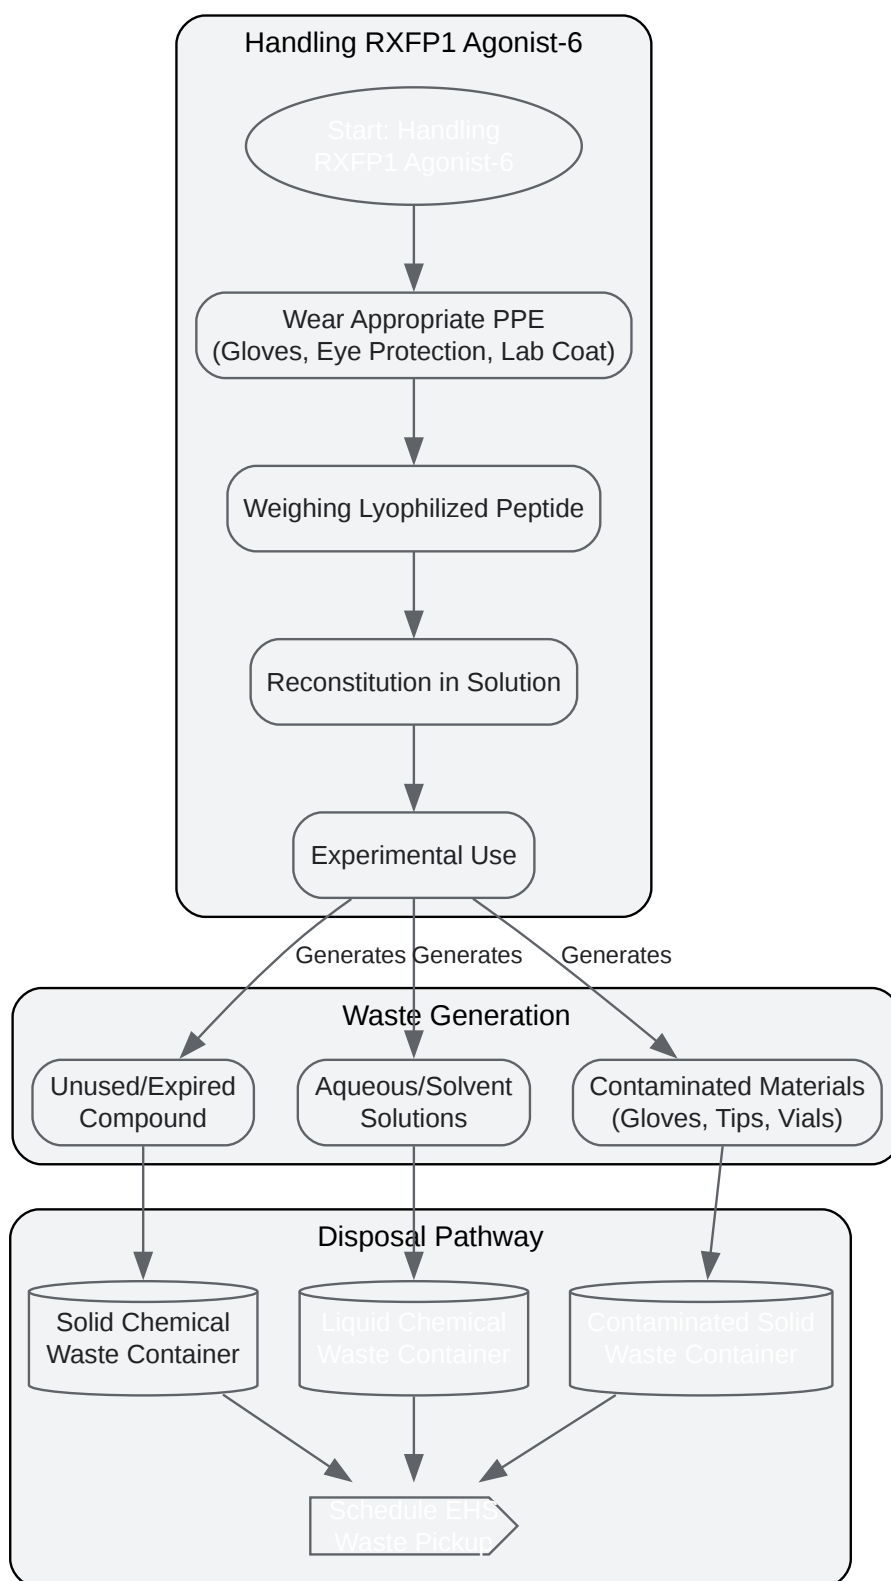 Handling RXFP1 Agonist-6
Start: Handling
RXFP1 Agonist-6
Wear Appropriate PPE
(Gloves, Eye Protection, Lab Coat)
Weighing Lyophilized Peptide
Reconstitution in Solution
Experimental Use
Generates
Generates
Generates
Waste Generation
Unused/Expired
Compound
Aqueous/Solvent
Solutions
Contaminated Materials
(Gloves, Tips, Vials)
Disposal Pathway
Solid Chemical
Waste Container
Liquid Chemical
Waste Container
Contaminated Solid
Waste Container
Schedule EHS
Waste Pickup